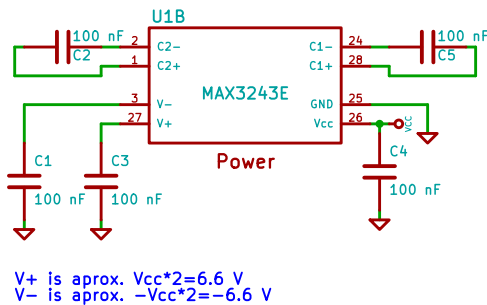 U1B
100 nF
C2
2
C2-
1
C2+
3
V-
27
V+
MAX3243E
C1-
24
C1+
28
GND
25
Vcc
26
100 nF
C5
VCC
Power
C1
100 nF
C3
100 nF
C4
100 nF
V+ is aprox. Vcc*2=6.6 V
V- is aprox. -Vcc*2=-6.6 V